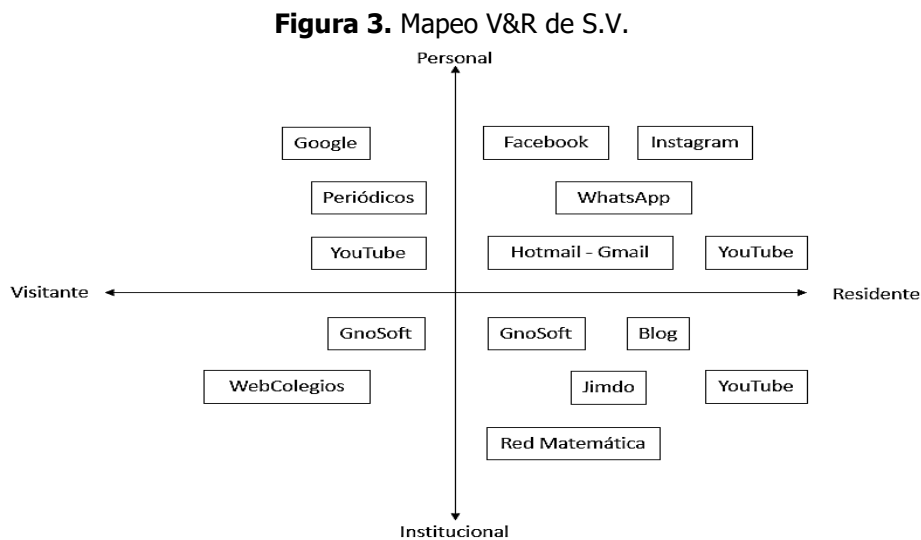 Figura 3. Mapeo V&R de S.V.
Personal
Google
Facebook
Instagram
Periódicos
WhatsApp
YouTube
Hotmail - Gmail
YouTube
Visitante
Residente
GnoSoft
GnoSoft
Blog
WebColegios
Jimdo
YouTube
Red Matemática
Institucional